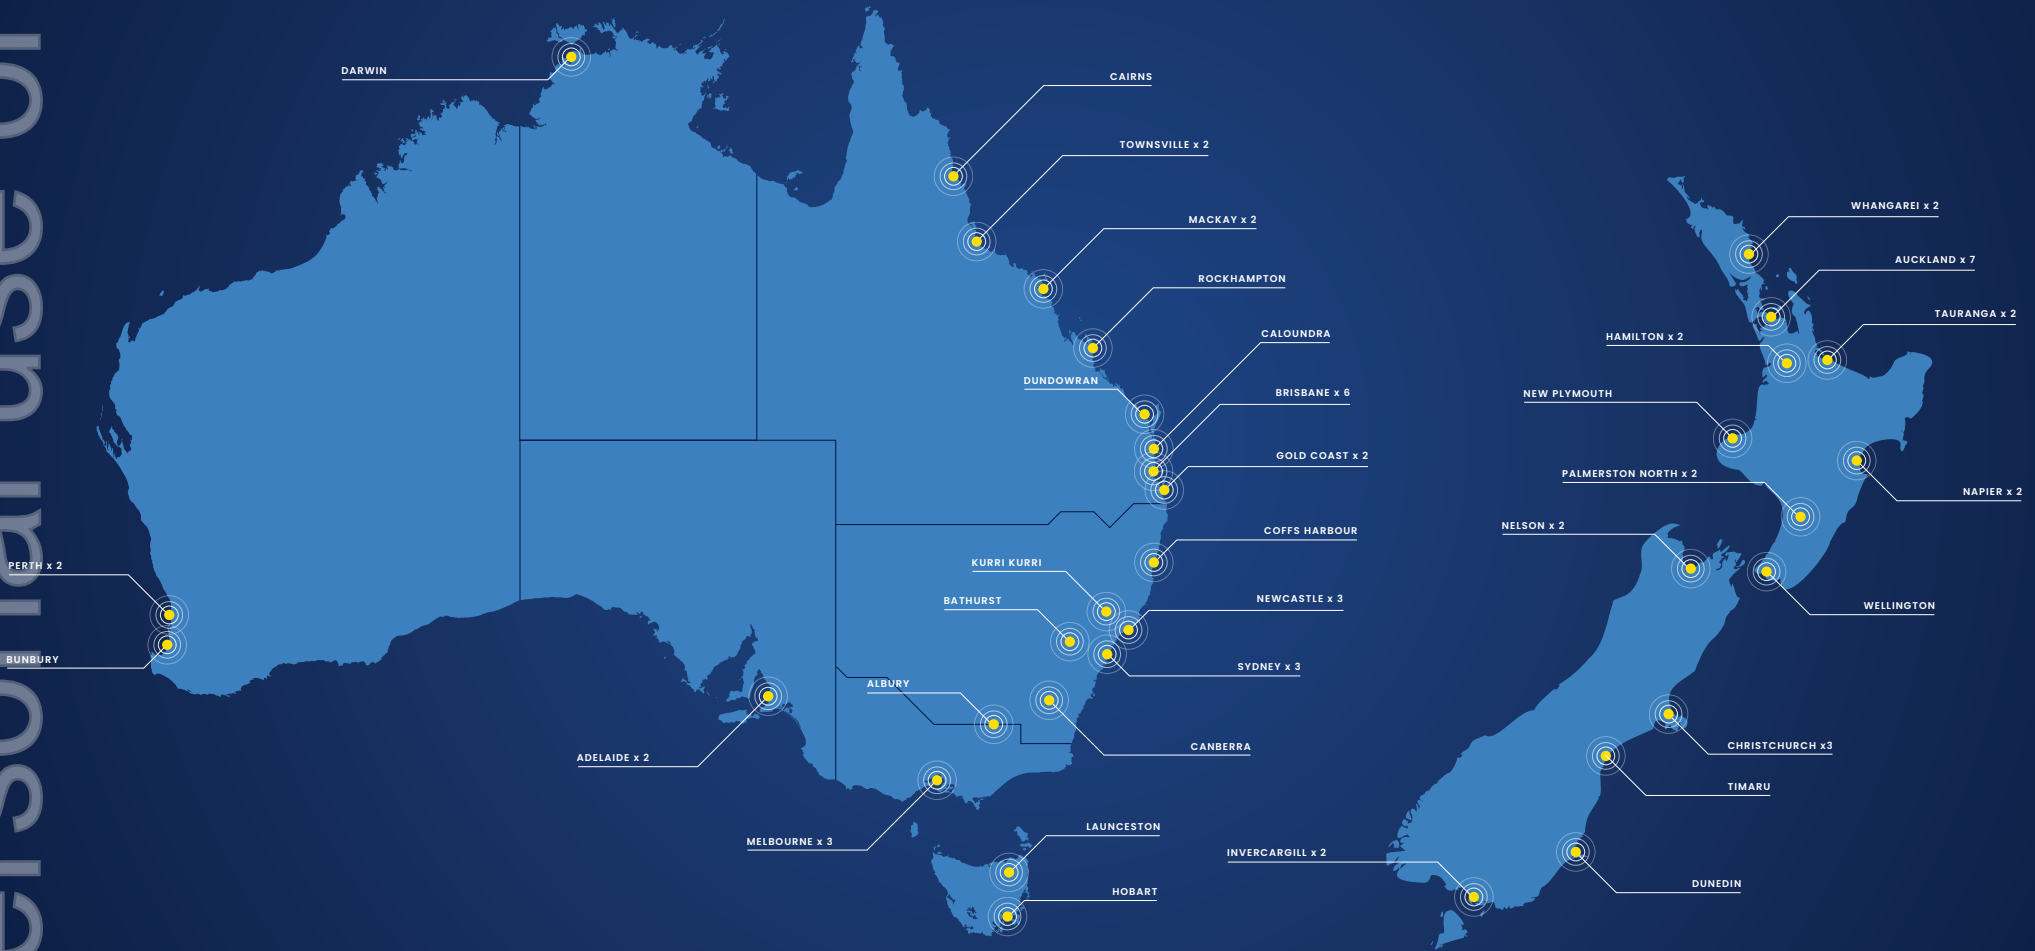 DARWIN
CAIRNS
TOWNSVILLE x 2
MACKAY x 2
ROCKHAMPTON
CALOUNDRA
DUNDOWRAN
BRISBANE x 6
GOLD COAST x 2
COFFS HARBOUR
KURRI KURRI
BATHURST
NEWCASTLE x 3
SYDNEY x 3
ALBURY
CANBERRA
PERTH x 2
BUNBURY
ADELAIDE x 2
MELBOURNE x 3
LAUNCESTON
HOBART
WHANGAREI x 2
AUCKLAND x 7
TAURANGA x 2
HAMILTON x 2
NEW PLYMOUTH
PALMERSTON NORTH x 2
NAPIER x 2
NELSON x 2
WELLINGTON
CHRISTCHURCH x3
TIMARU
INVERCARGILL x 2
DUNEDIN
ersonal use on